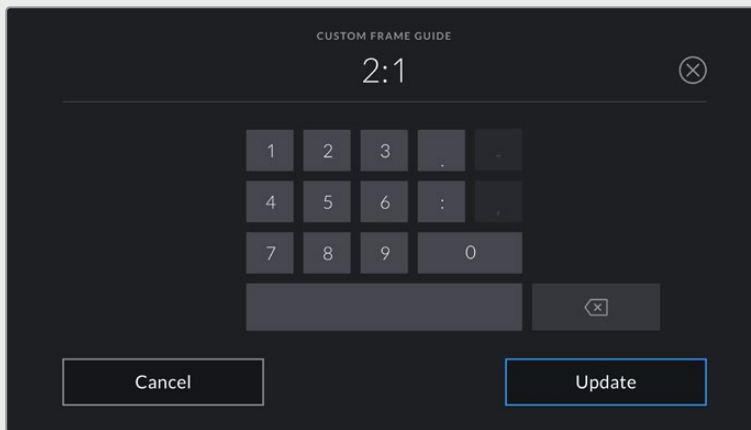 CUSTOM FRAME GUIDE
2:1
1 2 3 . -
4 5 6 : ,
7 8 9 0
Cancel Update